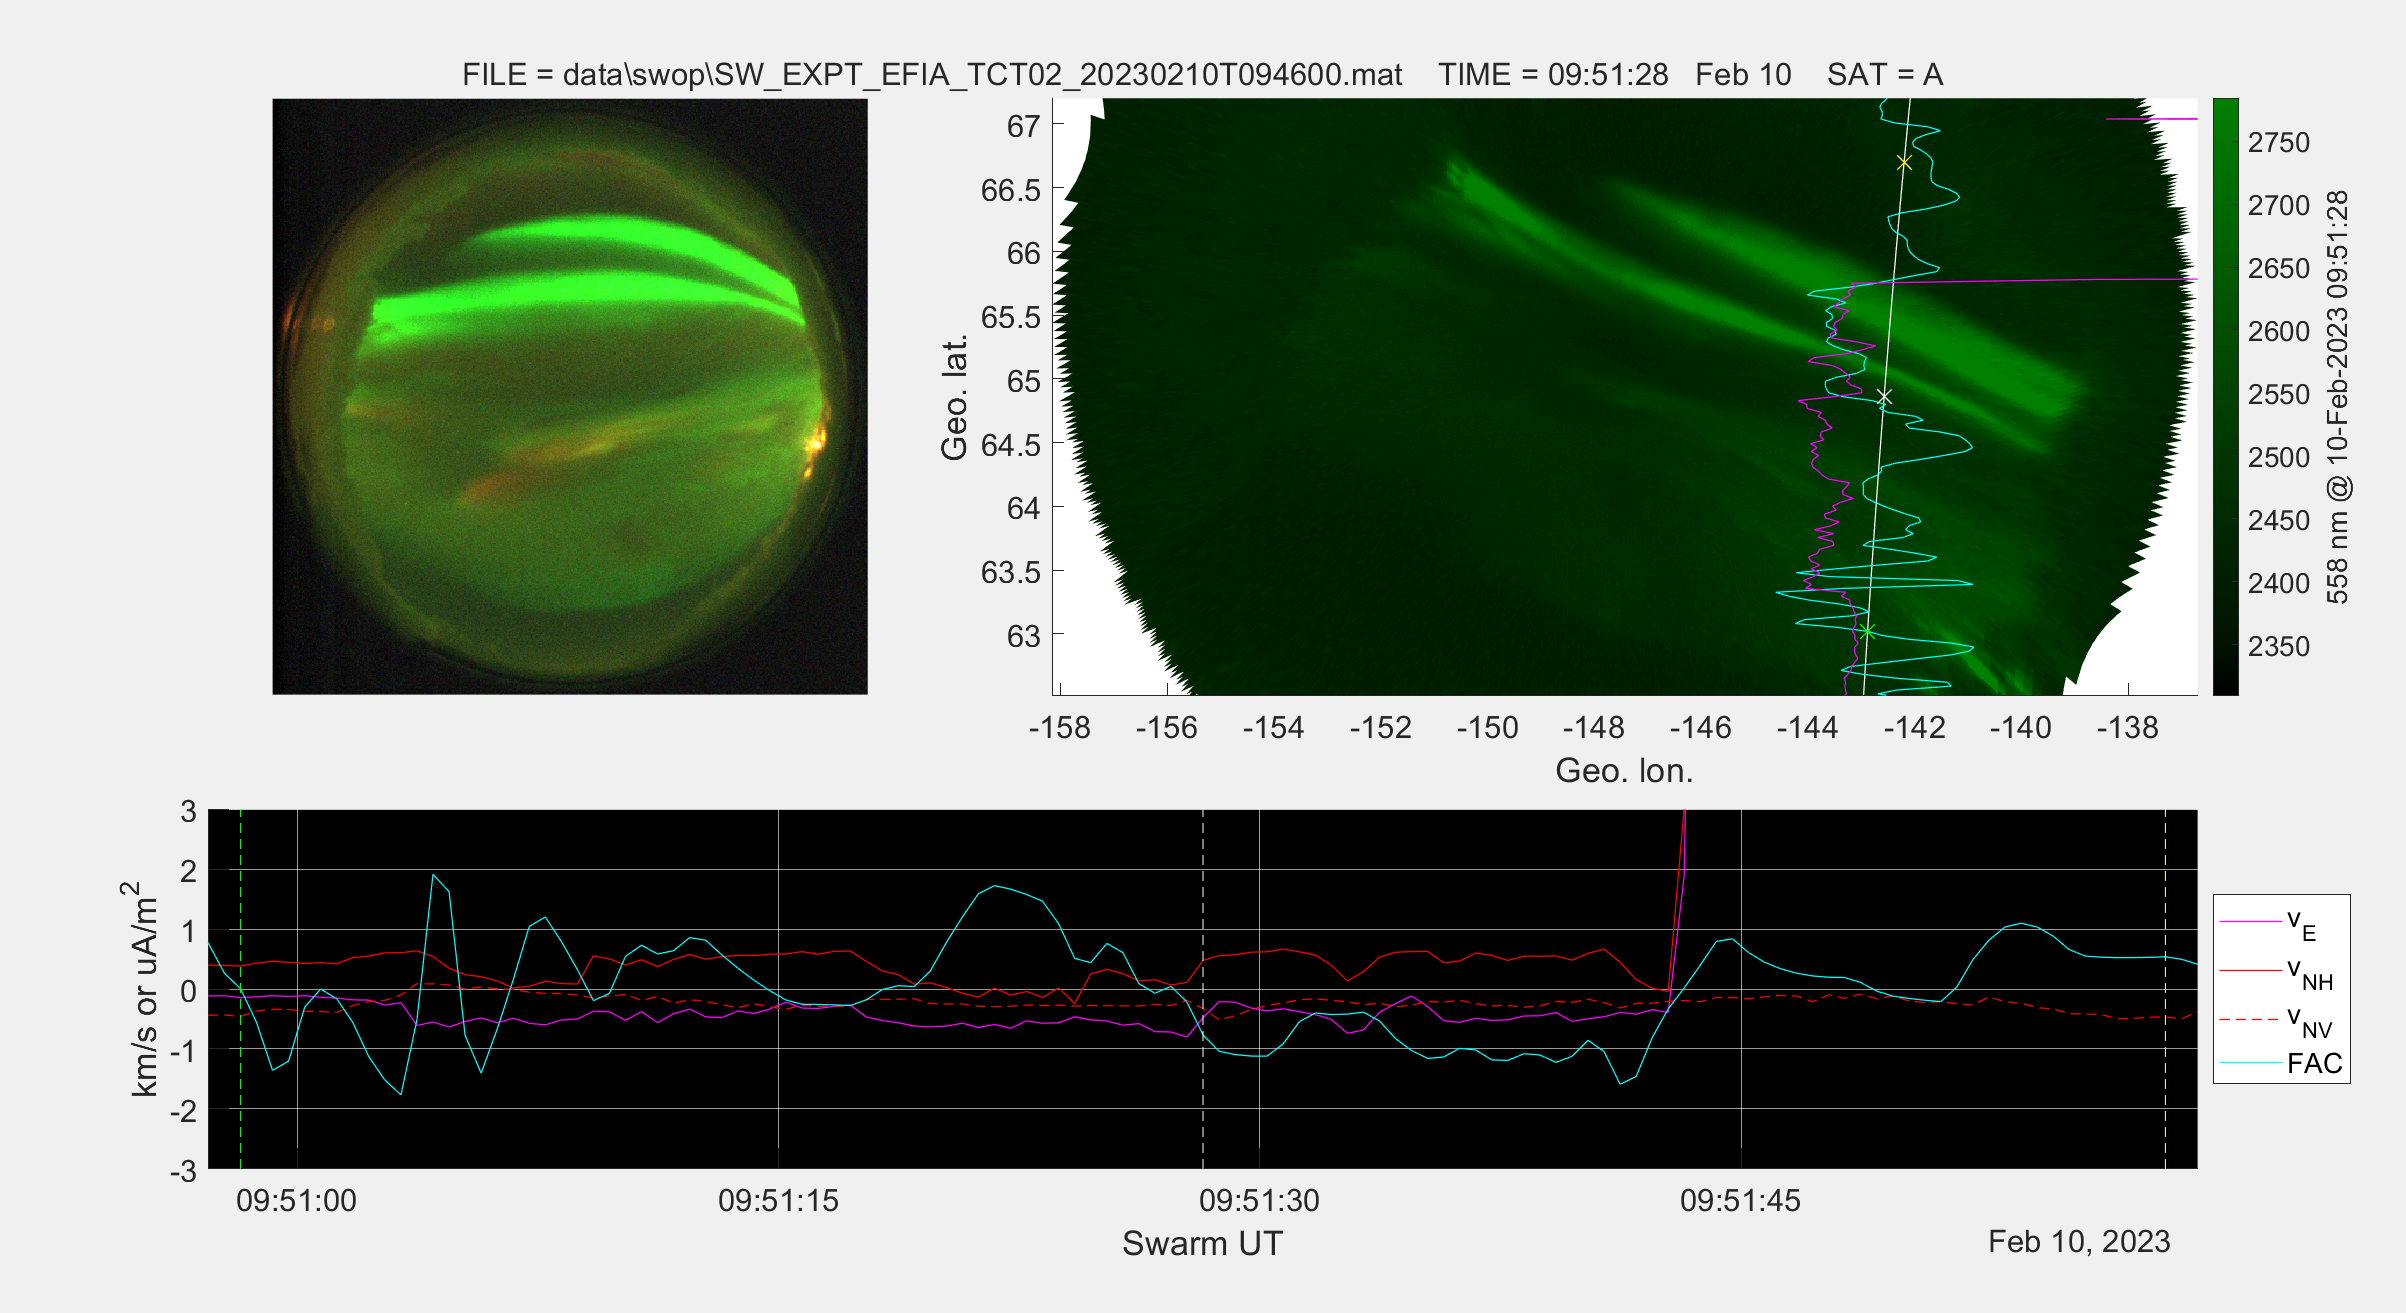 FILE = data\swop\SW_EXPT_EFIA_TCT02_20230210T094600.mat TIME = 09:51:28 Feb 10 SAT = A
67
66.5
66
65.5
65
64.5
64
63.5
63
Geo. lat.
-158 -156 -154 -152 -150 -148 -146 -144 -142 -140 -138
Geo. lon.
2750
2700
2650
2600
2550
2500
2450
2400
2350
558 nm @ 10-Feb-2023 09:51:28
3
2
1
0
-1
-2
-3
km/s or uA/m2
09:51:00 09:51:15 09:51:30 09:51:45
Swarm UT
Feb 10, 2023
vE
vNH
vNV
FAC